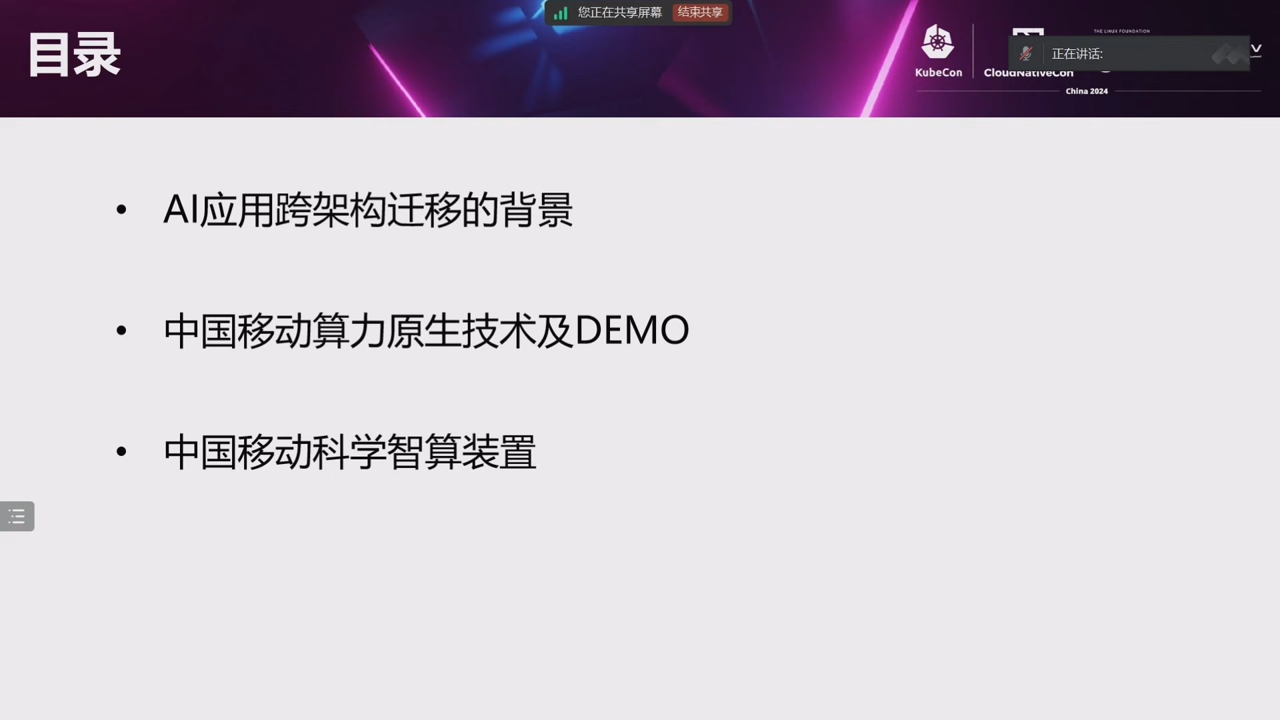 您正在共享屏幕 结束共享
目录
THE LINUX FOUNDATION
正在讲话:
KubeCon
CloudNativeCon
China 2024
• AI应用跨架构迁移的背景
• 中国移动算力原生技术及DEMO
• 中国移动科学智算装置